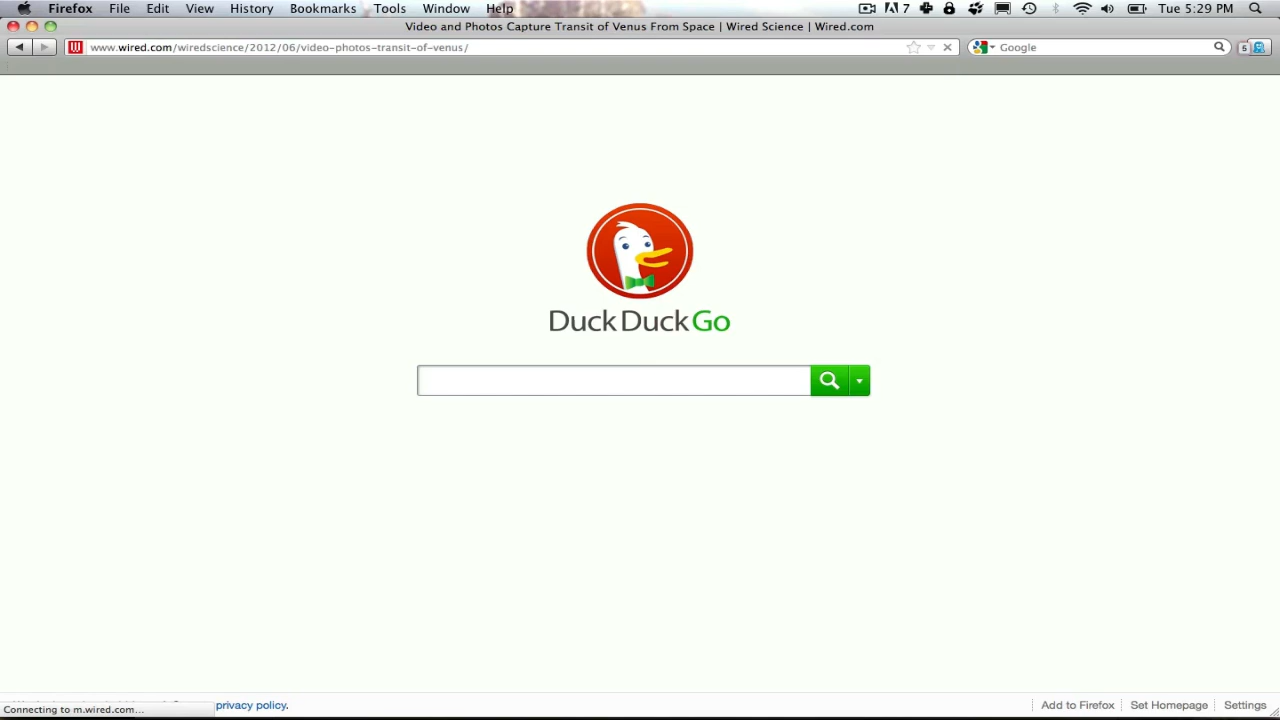 Firefox File Edit View History Bookmarks Tools Window Help 7 Tue 5:29 PM
Video and Photos Capture Transit of Venus From Space | Wired Science | Wired.com
www.wired.com/wiredscience/2012/06/video-photos-transit-of-venus/ Google 5
DuckDuckGo
privacy policy. Add to Firefox Set Homepage Settings
Connecting to m.wired.com...